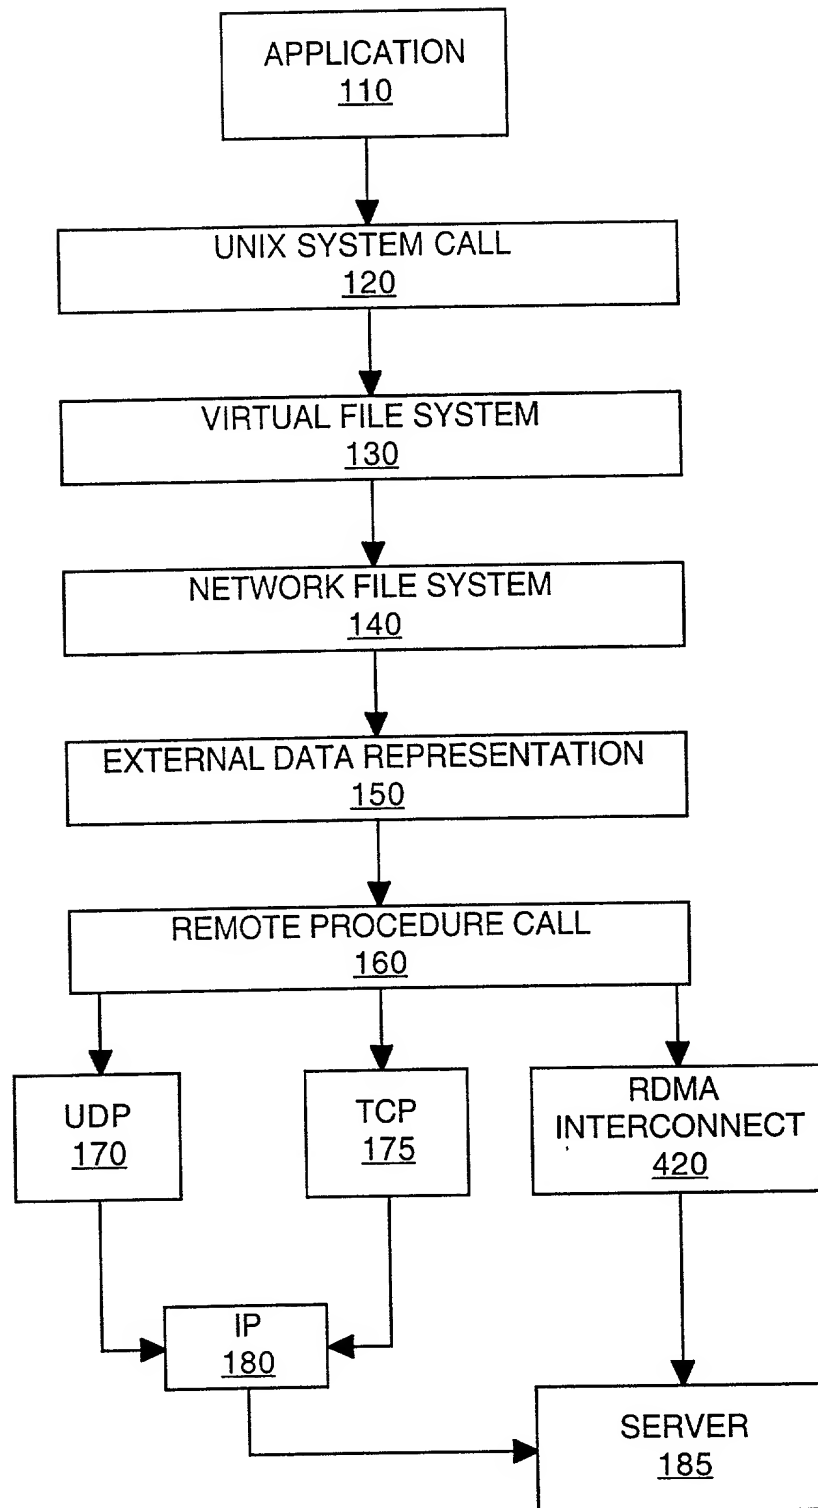 APPLICATION
110
UNIX SYSTEM CALL
120
VIRTUAL FILE SYSTEM
130
NETWORK FILE SYSTEM
140
EXTERNAL DATA REPRESENTATION
150
REMOTE PROCEDURE CALL
160
UDP
170
TCP
175
RDMA
INTERCONNECT
420
IP
180
SERVER
185